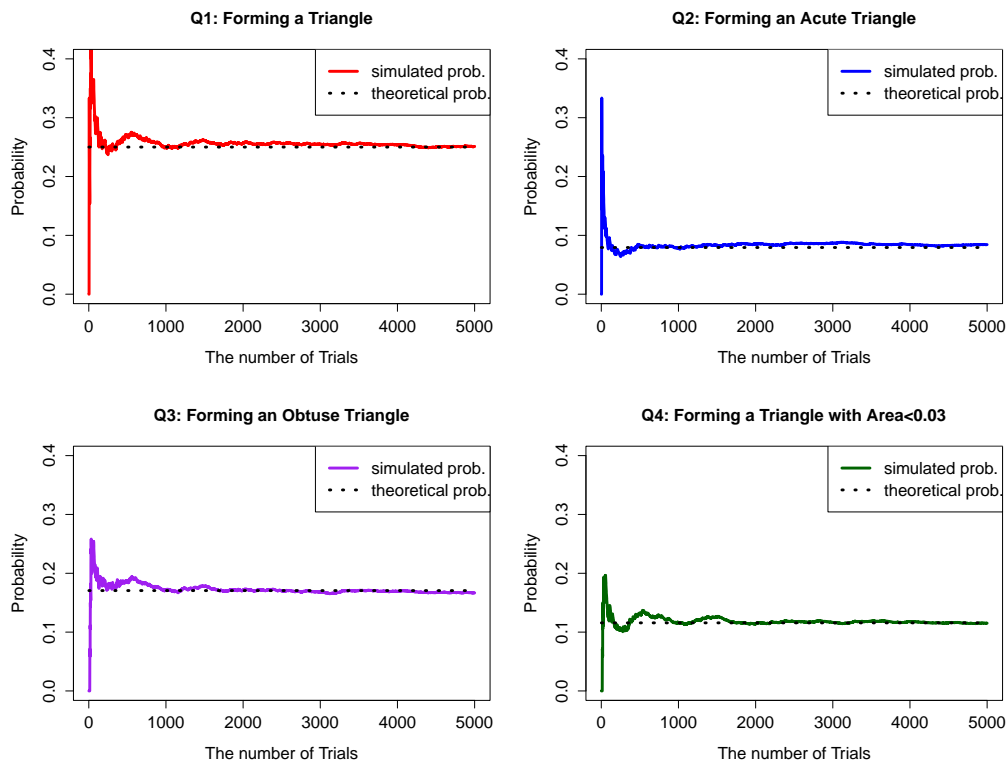 Q1: Forming a Triangle
Probability
0.0
0.1
0.2
0.3
0.4
simulated prob.
theoretical prob.
0
1000
2000
3000
4000
5000
The number of Trials
Q2: Forming an Acute Triangle
Probability
0.0
0.1
0.2
0.3
0.4
simulated prob.
theoretical prob.
0
1000
2000
3000
4000
5000
The number of Trials
Q3: Forming an Obtuse Triangle
Probability
0.0
0.1
0.2
0.3
0.4
simulated prob.
theoretical prob.
0
1000
2000
3000
4000
5000
The number of Trials
Q4: Forming a Triangle with Area<0.03
Probability
0.0
0.1
0.2
0.3
0.4
simulated prob.
theoretical prob.
0
1000
2000
3000
4000
5000
The number of Trials